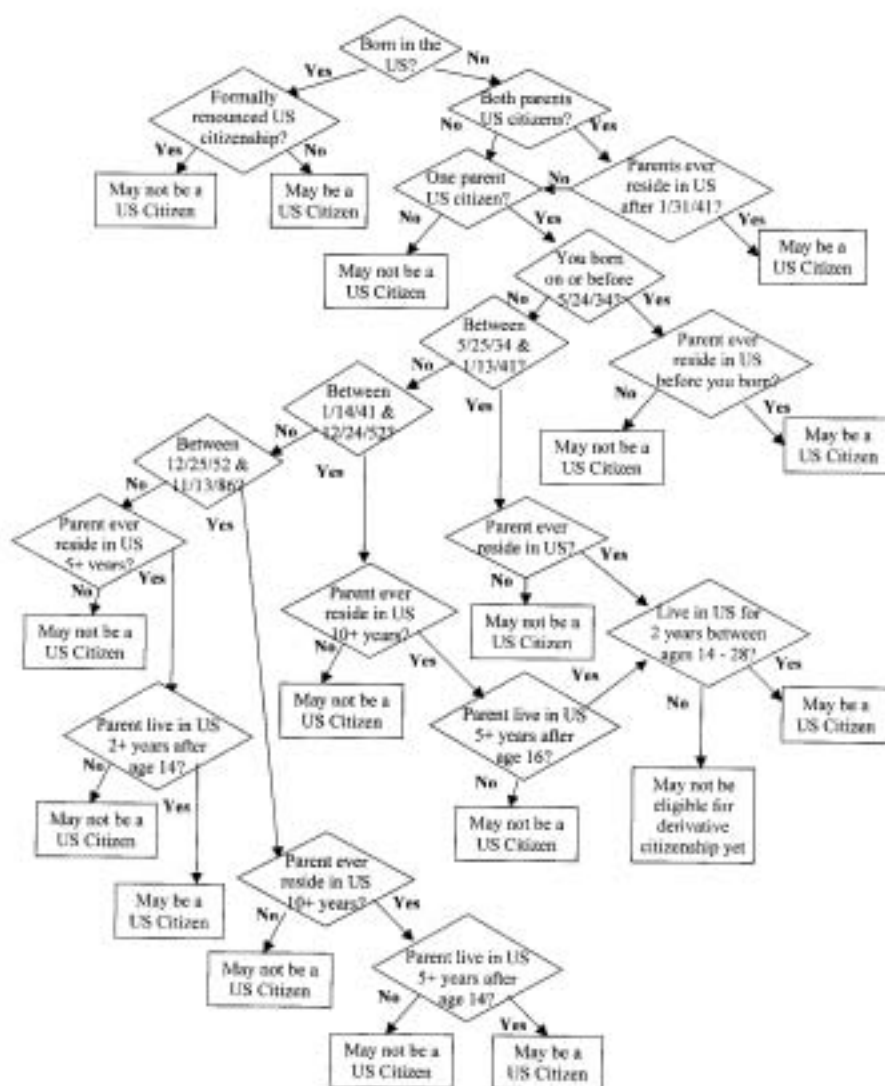 Born in the
US?
Yes
No
Formally
renounced US
citizenship?
Both parents
US citizens?
Yes
No
No
Yes
May not be a
US Citizen
May be a
US Citizen
One parent
US citizen?
No
Parents ever
reside in US
after 1/31/41?
No
Yes
Yes
May not be a
US Citizen
You born
on or before
5/24/34?
May be a
US Citizen
No
Yes
Between
5/25/34 &
1/13/41?
Parent ever
reside in US
before you born?
No
Yes
No
Yes
Between
1/14/41 &
12/24/52?
May not be a
US Citizen
May be a
US Citizen
No
Yes
Between
12/25/52 &
11/13/86?
No
Yes
Parent ever
reside in US
5+ years?
No
Yes
Parent ever
reside in US?
No
Yes
May not be a
US Citizen
Parent ever
reside in US
10+ years?
No
Yes
May not be a
US Citizen
Live in US for
2 years between
ages 14 - 28?
Yes
No
Yes
May not be a
US Citizen
May be a
US Citizen
Parent live in US
2+ years after
age 14?
No
Yes
Parent live in US
5+ years after
age 16?
No
May not be a
US Citizen
May not be a
US Citizen
May not be
eligible for
derivative
citizenship yet
Parent ever
reside in US
10+ years?
No
Yes
May be a
US Citizen
May not be a
US Citizen
Parent live in US
5+ years after
age 14?
No
Yes
May not be a
US Citizen
May be a
US Citizen